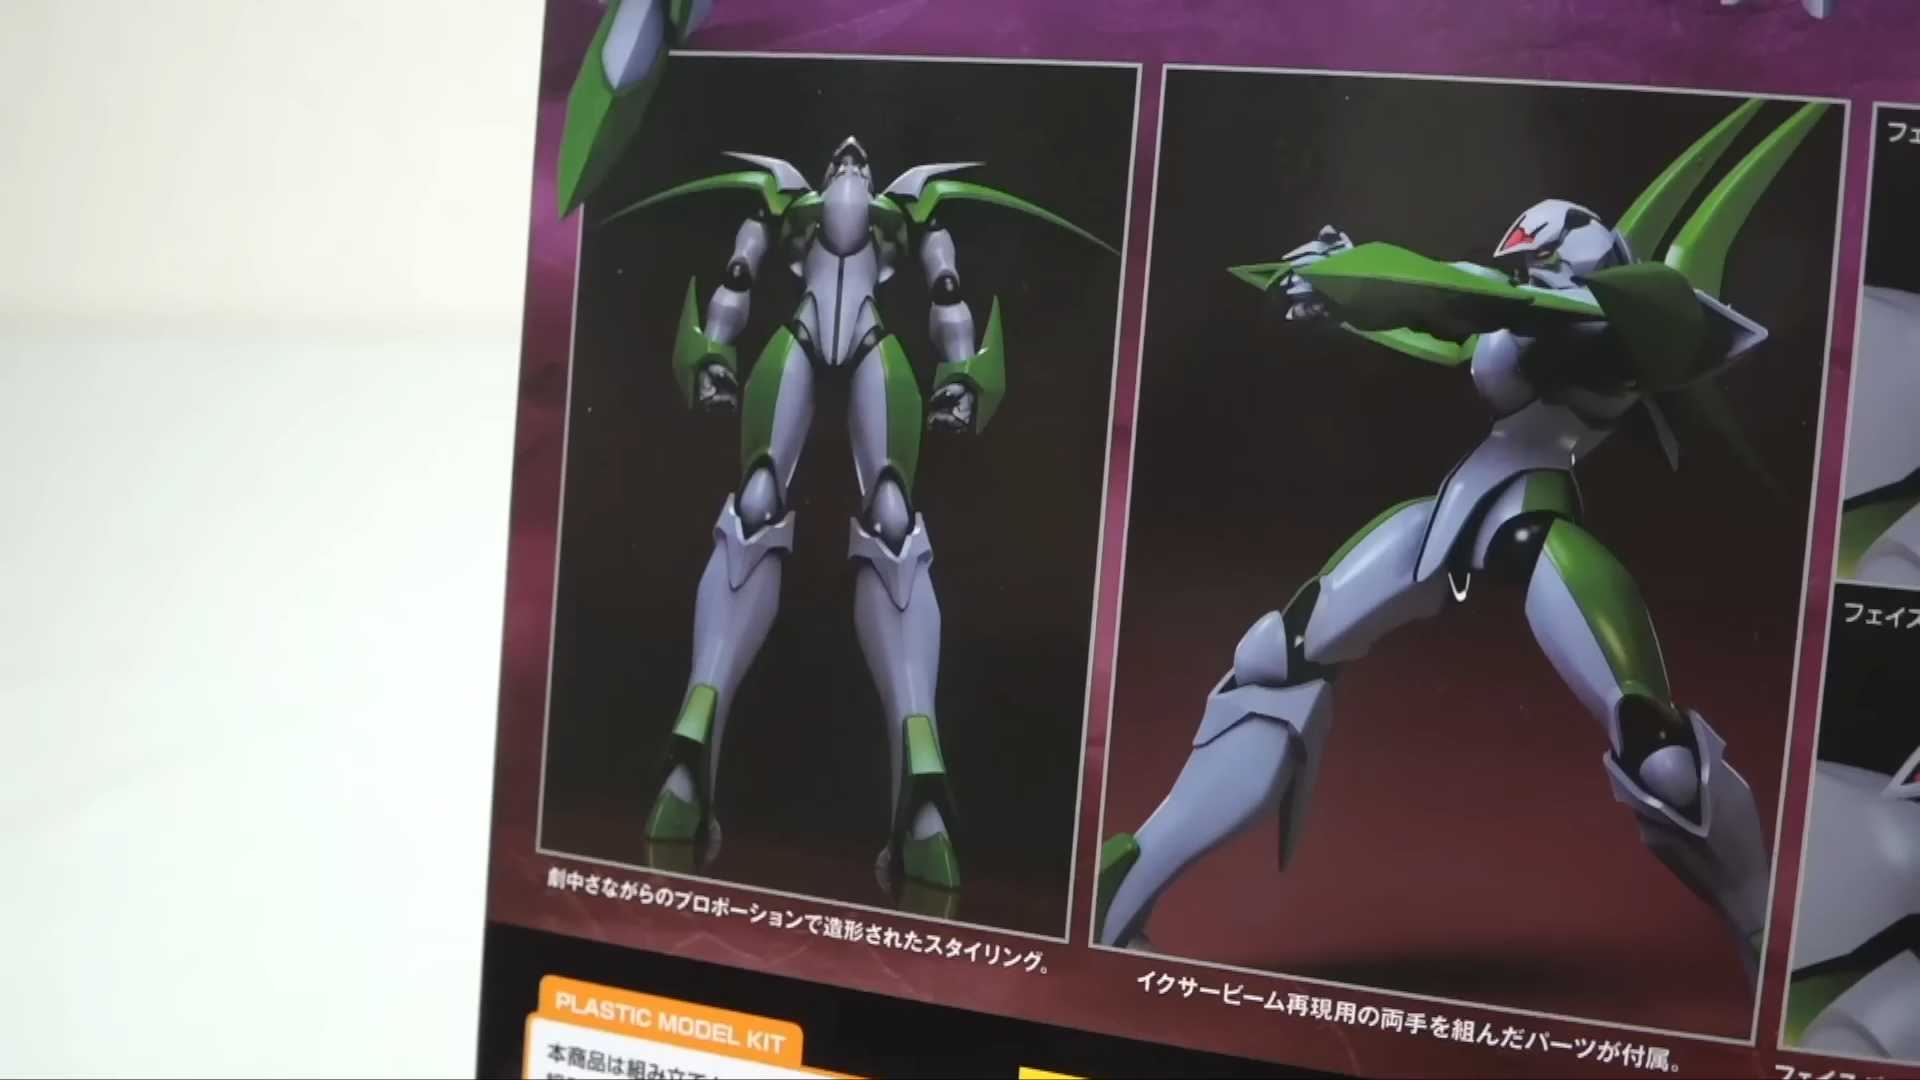 フェ
フェイス
劇中さながらのプロポーションで造形されたスタイリング。
イクサービーム再現用の両手を組んだパーツが付属。
PLASTIC MODEL KIT
本商品は組み立て
フェイス